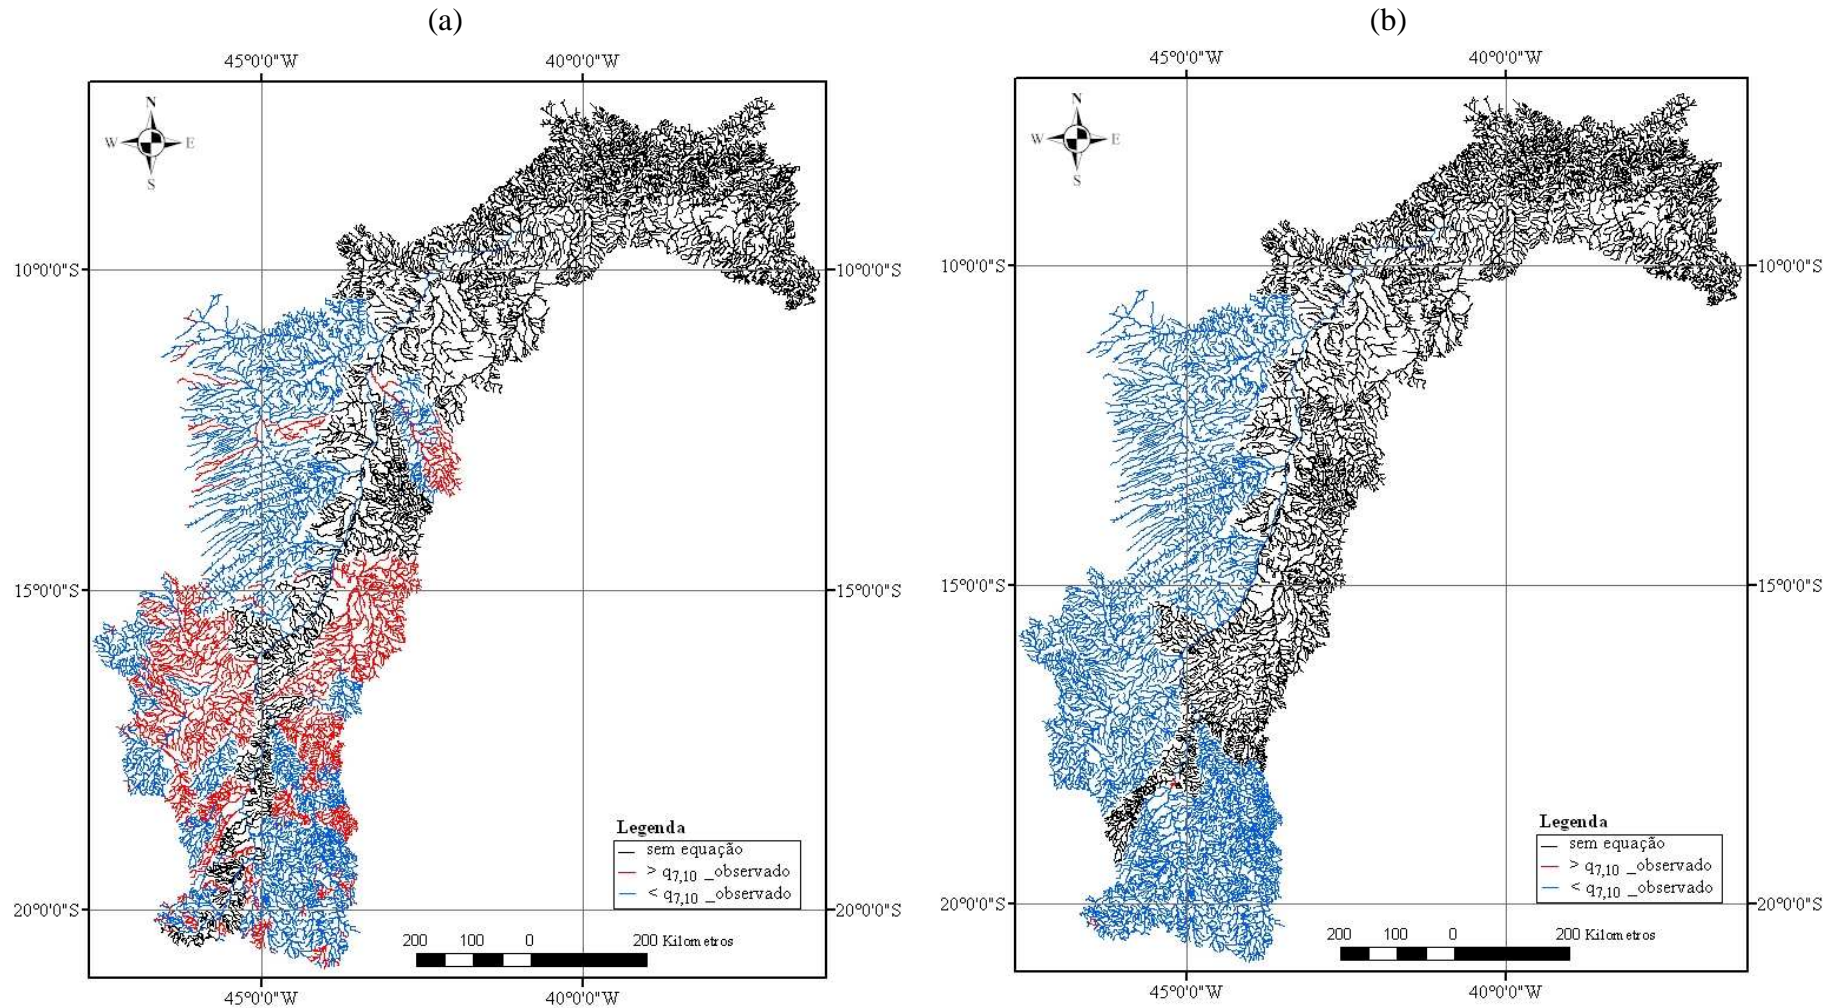 (a)
45°0'0"W 40°0'0"W
N
W E
S
10°0'0"S 10°0'0"S
15°0'0"S 15°0'0"S
20°0'0"S 20°0'0"S
Legenda
sem equação
> q7,10 _observado
< q7,10 _observado
200 100 0 200 Kilometros
45°0'0"W 40°0'0"W
(b)
45°0'0"W 40°0'0"W
N
W E
S
10°0'0"S 10°0'0"S
15°0'0"S 15°0'0"S
20°0'0"S 20°0'0"S
Legenda
sem equação
> q7,10 _observado
< q7,10 _observado
200 100 0 200 Kilometros
45°0'0"W 40°0'0"W